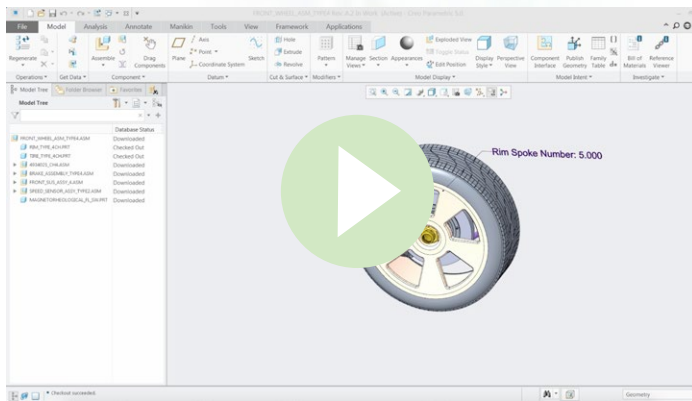 File Model Analysis Annotate Manikin Tools View Framework Applications
Regenerate
Assemble
Drag
Components
Plane
Axis
Point
Coordinate System
Sketch
Hole
Extrude
Revolve
Pattern
Manage
Views
Section
Appearances
Exploded View
Toggle Status
Edit Position
Display
Style
Perspective
View
Component
Interface
Publish
Geometry
Family
Table
Bill of
Materials
Reference
Viewer
Operations Get Data Component Datum Cut & Surface Modifiers Model Display Model Intent Investigate
Model Tree Folder Browser Favorites
Model Tree
Database Status
FRONT_WHEEL_ASM_TYPE4.ASM Downloaded
RIM_TYPE_4CH.PRT Checked Out
TIRE_TYPE_4CH.PRT Checked Out
Downloaded
BRAKE_ASSEMBLY_TYPE4.ASM Downloaded
FRONT_SUS_ASSY_4.ASM Downloaded
SPEED_SENSOR_ASSY_TYPE2.ASM Downloaded
Downloaded
Rim Spoke Number: 5.000
Checkout succeeded.
Geometry